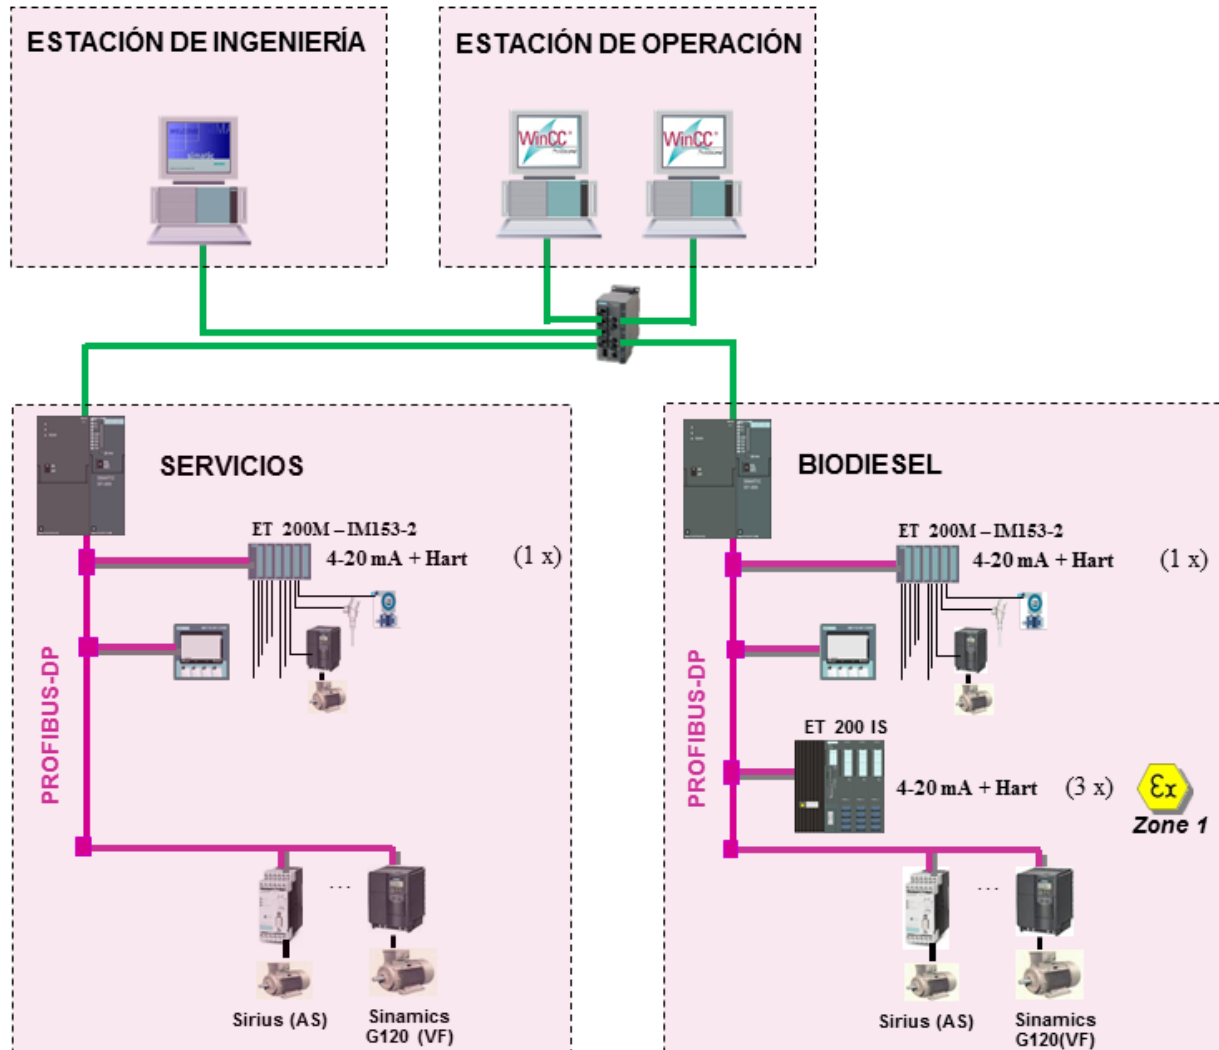 ESTACIÓN DE INGENIERÍA
ESTACIÓN DE OPERACIÓN
WinCC
WinCC
SERVICIOS
ET 200M – IM153-2
4-20 mA + Hart
(1 x)
PROFIBUS-DP
...
Sirius (AS)
Sinamics
G120 (VF)
BIODIESEL
ET 200M – IM153-2
4-20 mA + Hart
(1 x)
PROFIBUS-DP
ET 200 IS
4-20 mA + Hart
(3 x)
Ex
Zone 1
...
Sirius (AS)
Sinamics
G120(VF)